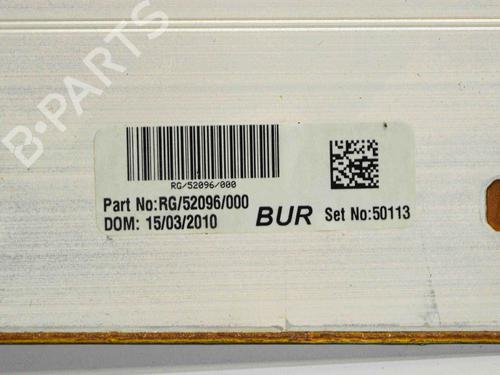 B-PARTS
RG/52096/000
Part No:RG/52096/000
DOM: 15/03/2010 BUR Set No:50113